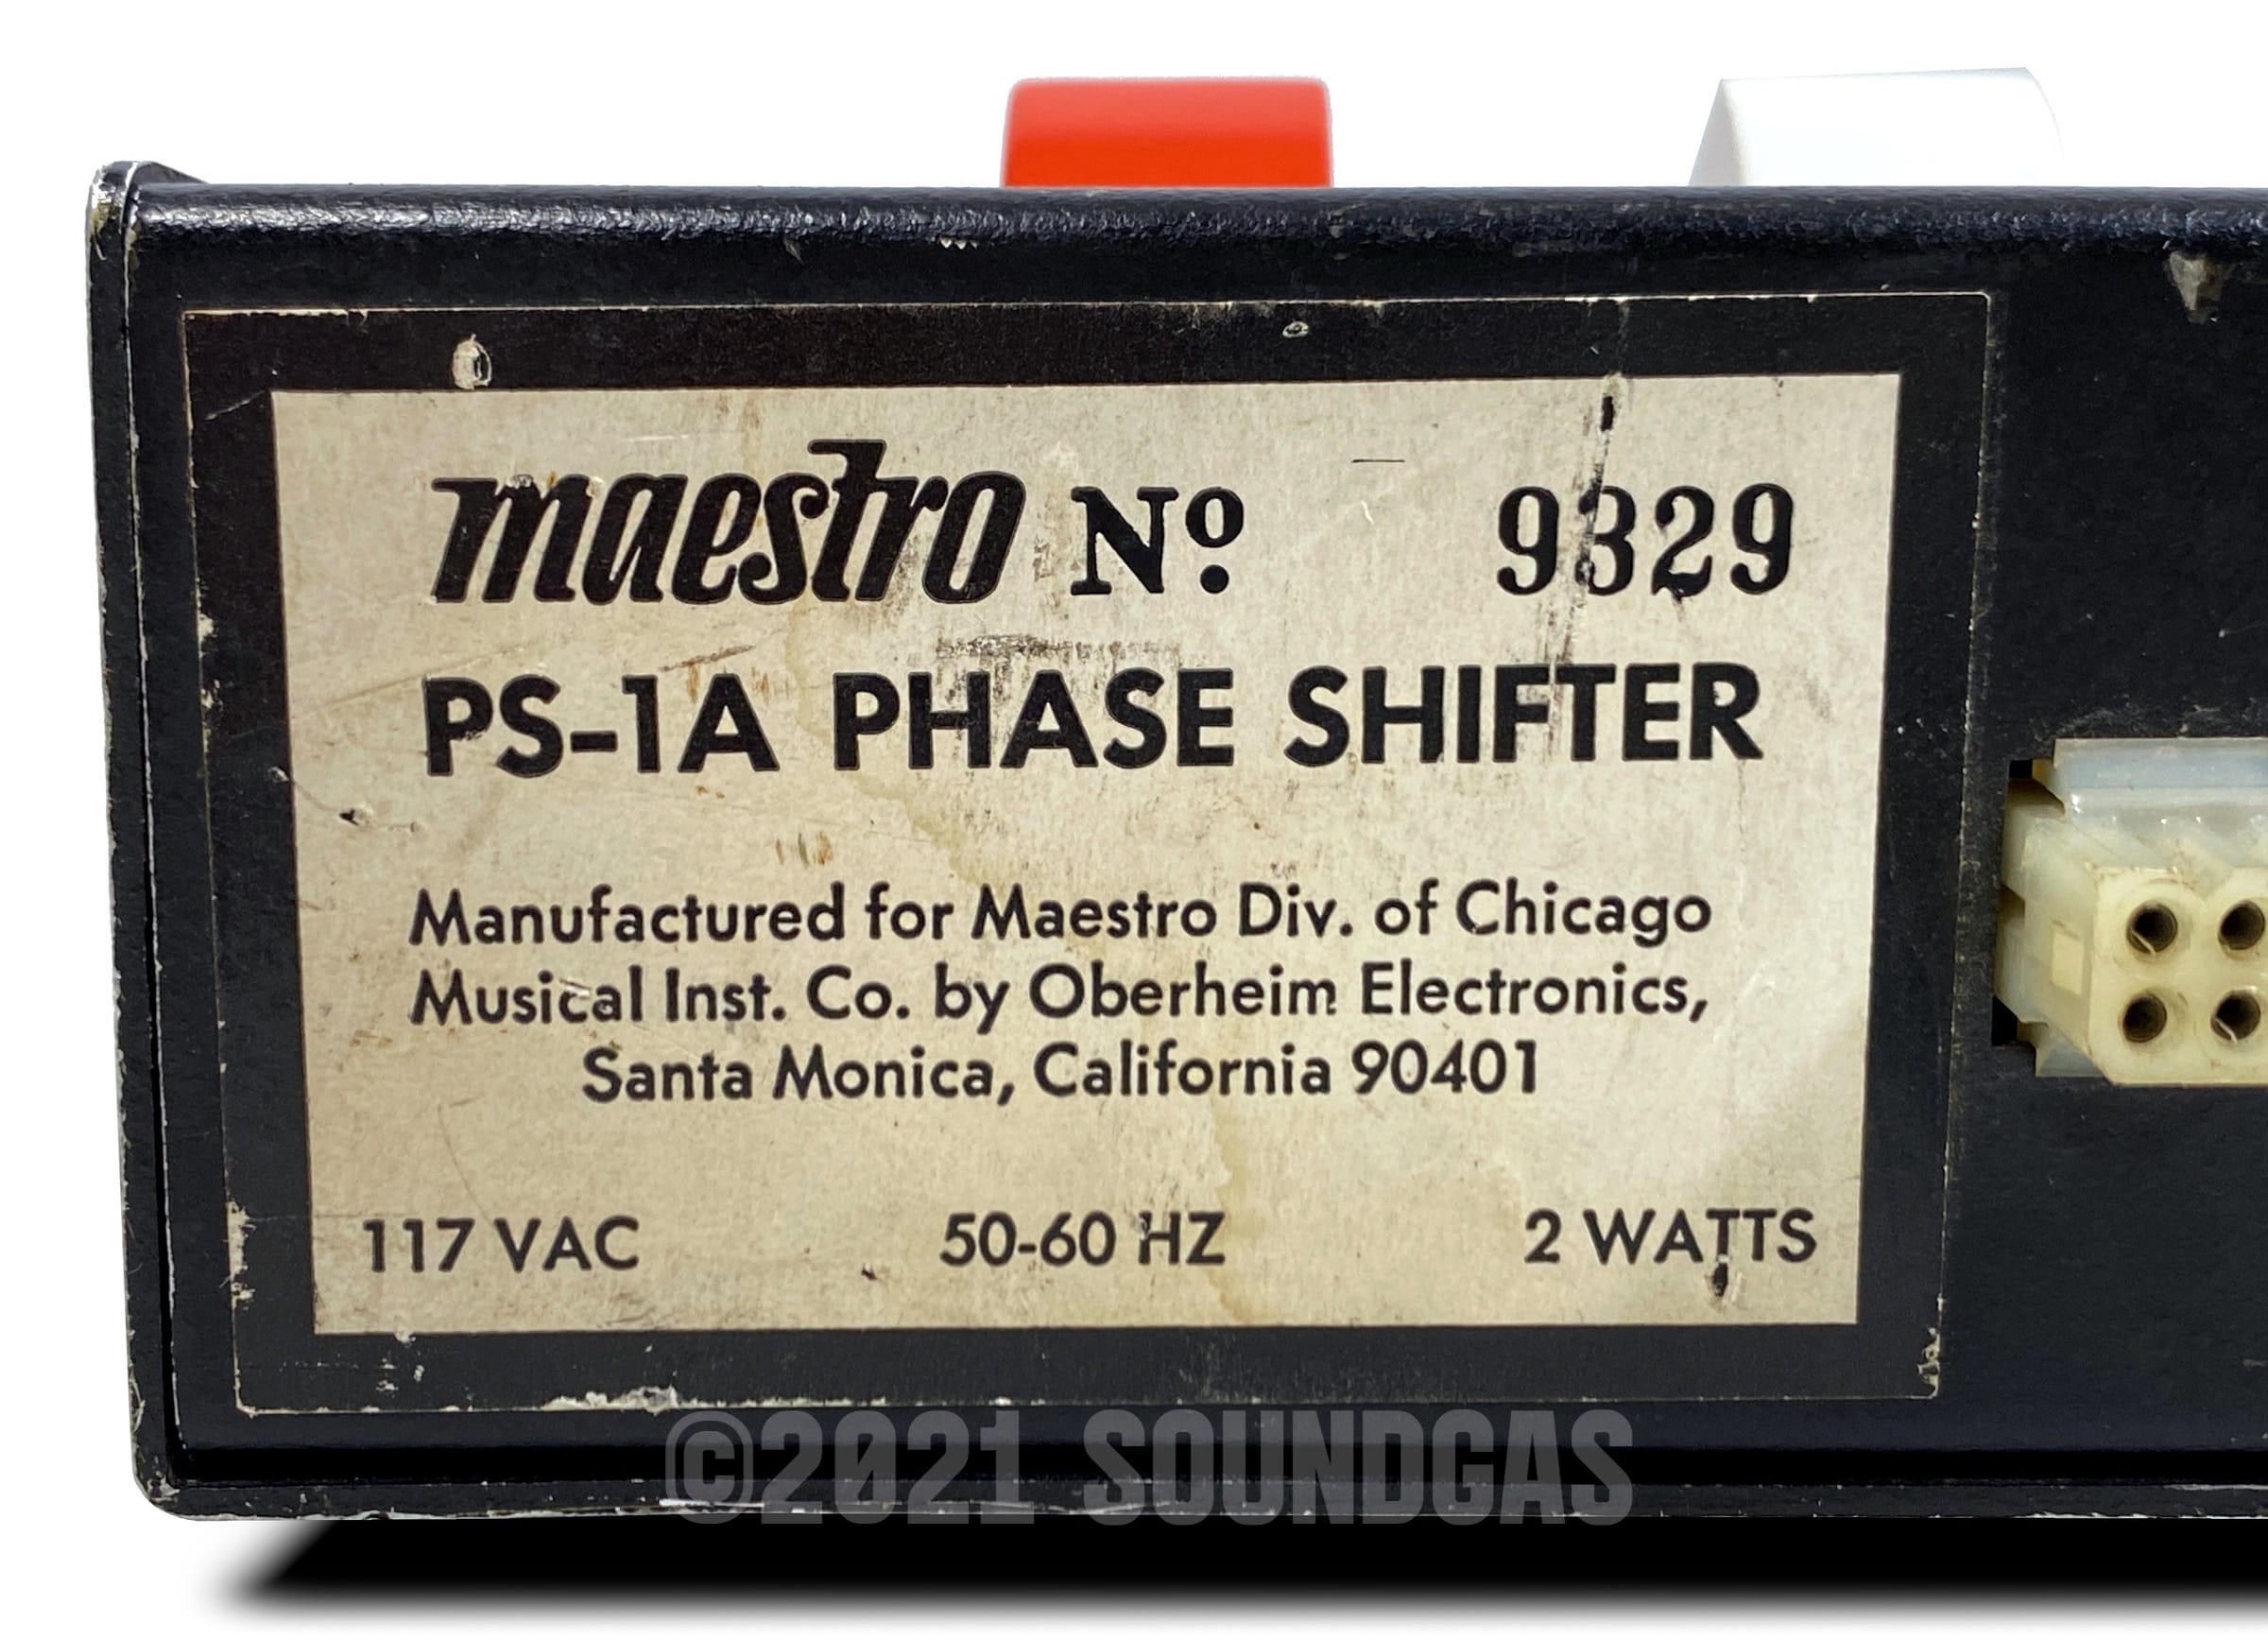 maestro Nº 9329
PS-1A PHASE SHIFTER
Manufactured for Maestro Div. of Chicago
Musical Inst. Co. by Oberheim Electronics,
Santa Monica, California 90401
117 VAC 50-60 HZ 2 WATTS
©2021 SOUNDGAS